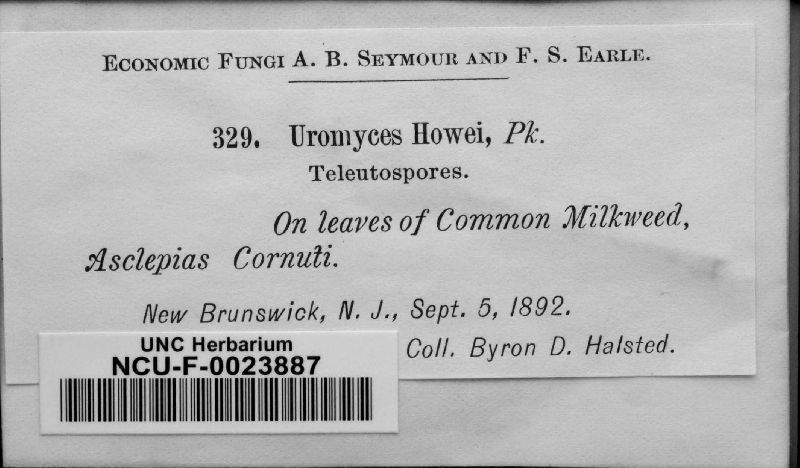 Economic Fungi A. B. Seymour and F. S. Earle.
329. Uromyces Howei, Pk.
Teleutospores.
On leaves of Common Milkweed,
Asclepias Cornuti.
New Brunswick, N. J., Sept. 5, 1892.
Coll. Byron D. Halsted.
UNC Herbarium
NCU-F-0023887